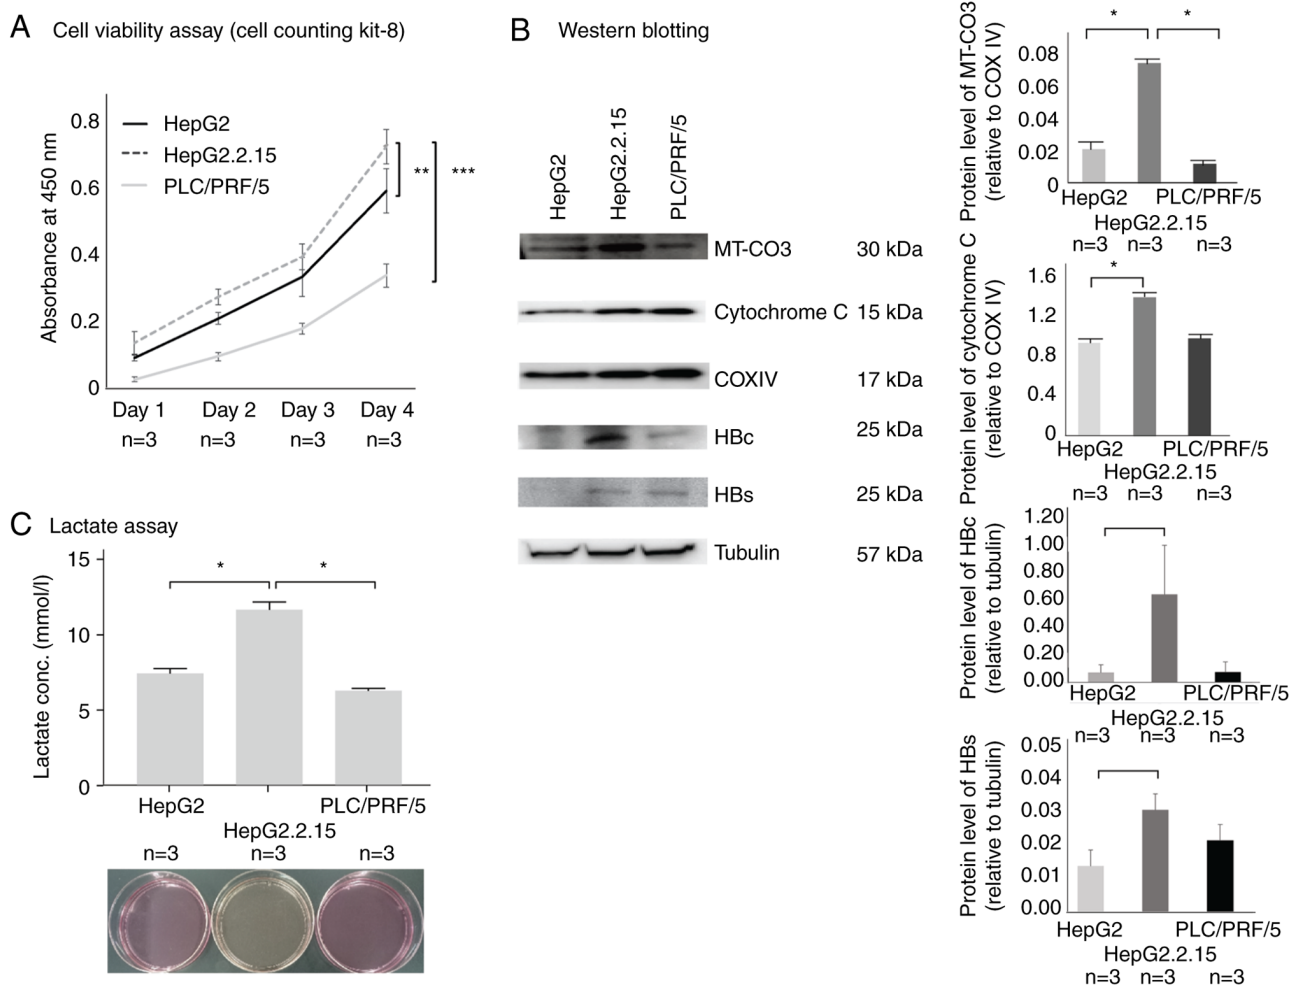 A Cell viability assay (cell counting kit-8)
Absorbance at 450 nm
0.8
0.6
0.4
0.2
0
HepG2
HepG2.2.15
PLC/PRF/5
** ***
Day 1 Day 2 Day 3 Day 4
n=3 n=3 n=3 n=3
B Western blotting
HepG2
HepG2.2.15
PLC/PRF/5
MT-CO3 30 kDa
Cytochrome C 15 kDa
COXIV 17 kDa
HBc 25 kDa
HBs 25 kDa
Tubulin 57 kDa
Protein level of MT-CO3
(relative to COX IV)
* *
0.08
0.06
0.04
0.02
0
HepG2 PLC/PRF/5
HepG2.2.15
n=3 n=3 n=3
Protein level of cytochrome C
(relative to COX IV)
*
1.6
1.2
0.8
0.4
0
HepG2 PLC/PRF/5
HepG2.2.15
n=3 n=3 n=3
Protein level of HBc
(relative to tubulin)
1.20
1.00
0.80
0.60
0.40
0.20
0.00
HepG2 PLC/PRF/5
HepG2.2.15
n=3 n=3 n=3
Protein level of HBs
(relative to tubulin)
0.05
0.04
0.03
0.02
0.01
0.00
HepG2 PLC/PRF/5
HepG2.2.15
n=3 n=3 n=3
C Lactate assay
Lactate conc. (mmol/l)
15
10
5
0
* *
HepG2 PLC/PRF/5
HepG2.2.15
n=3 n=3 n=3